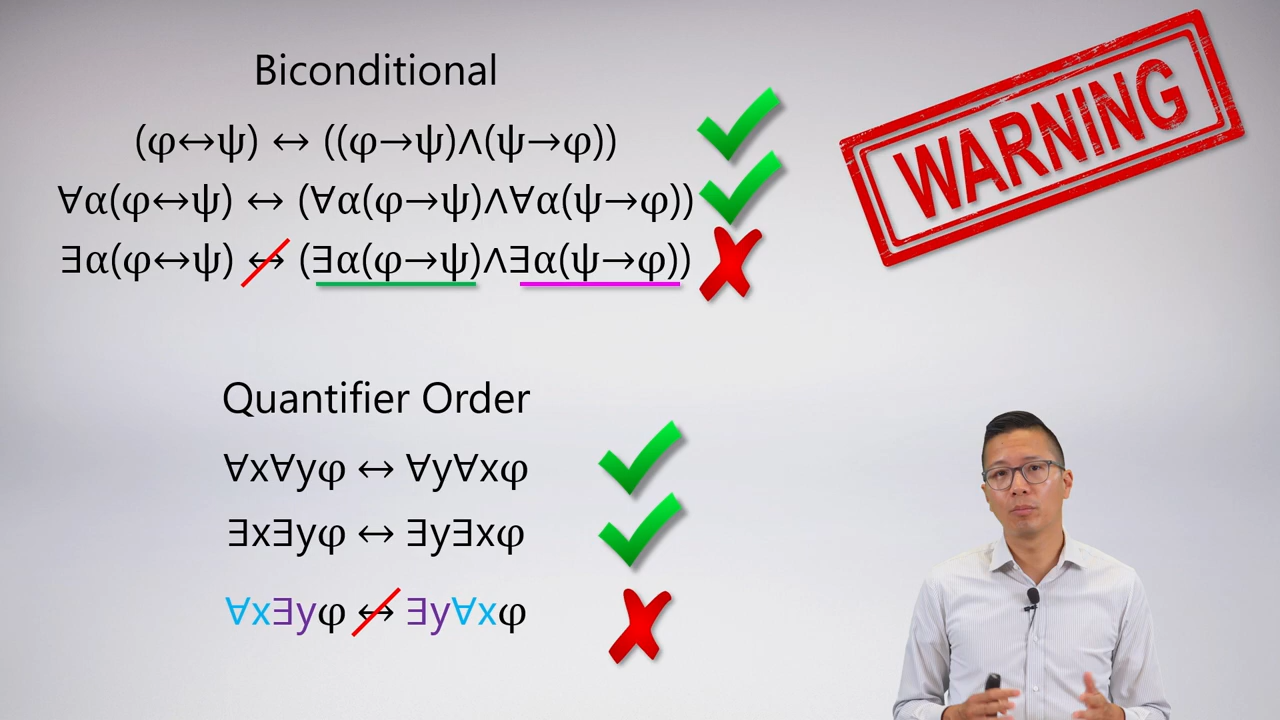 Biconditional
(φ↔ψ) ↔ ((φ→ψ)∧(ψ→φ))
∀α(φ↔ψ) ↔ (∀α(φ→ψ)∧∀α(ψ→φ))
∃α(φ↔ψ) ↮ (∃α(φ→ψ)∧∃α(ψ→φ))
WARNING
Quantifier Order
∀x∀yφ ↔ ∀y∀xφ
∃x∃yφ ↔ ∃y∃xφ
∀x∃yφ ↮ ∃y∀xφ